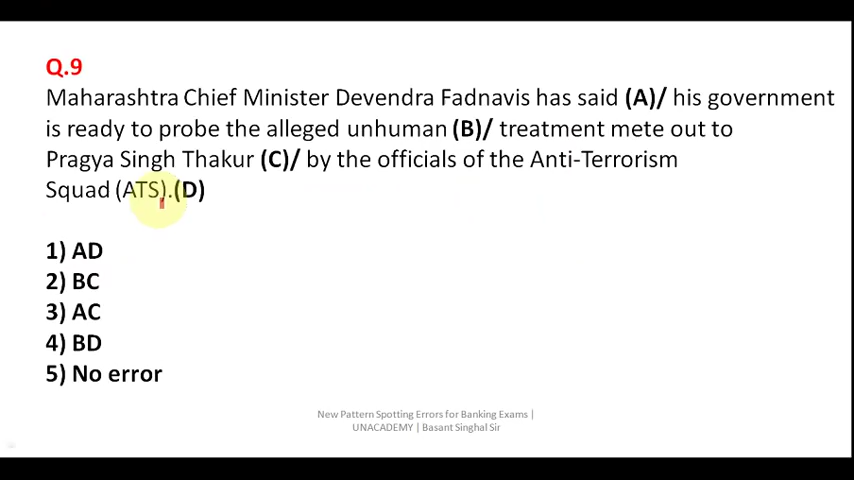 Q.9
Maharashtra Chief Minister Devendra Fadnavis has said (A)/ his government
is ready to probe the alleged unhuman (B)/ treatment mete out to
Pragya Singh Thakur (C)/ by the officials of the Anti-Terrorism
Squad (ATS).(D)
1) AD
2) BC
3) AC
4) BD
5) No error
New Pattern Spotting Errors for Banking Exams |
UNACADEMY | Basant Singhal Sir